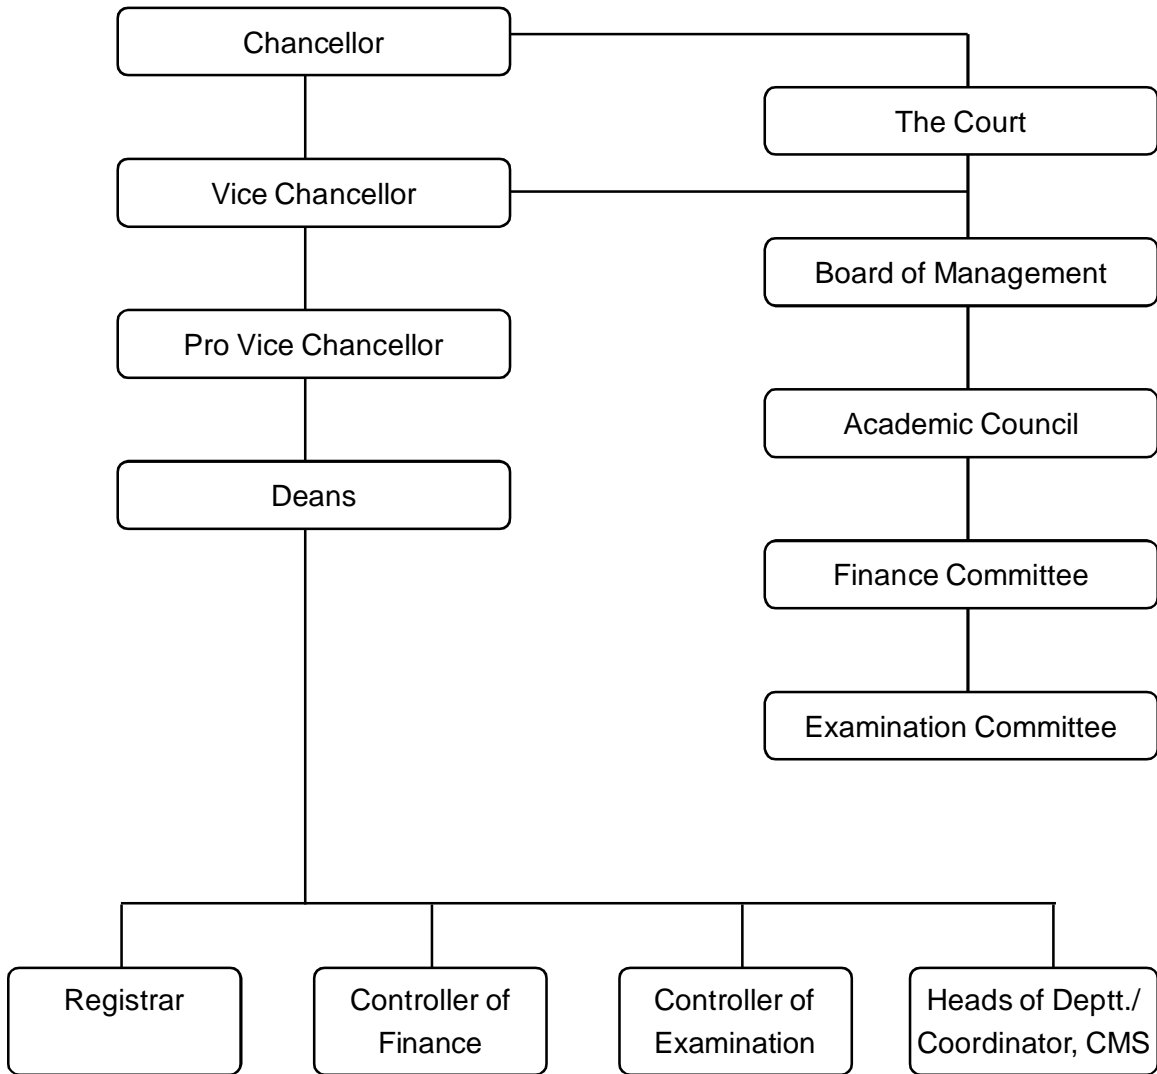 Chancellor
The Court
Vice Chancellor
Board of Management
Pro Vice Chancellor
Academic Council
Deans
Finance Committee
Examination Committee
Registrar
Controller of
Finance
Controller of
Examination
Heads of Deptt./
Coordinator, CMS